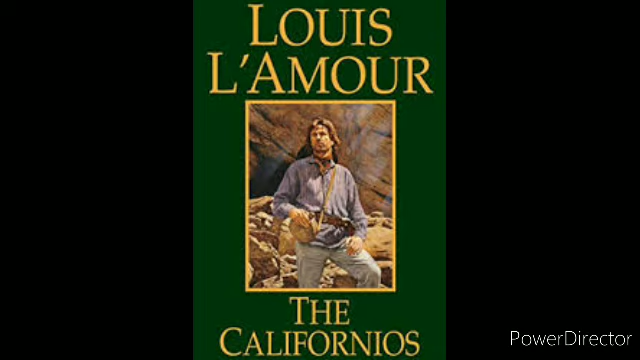 LOUIS
L'AMOUR
THE
CALIFORNIOS
PowerDirector